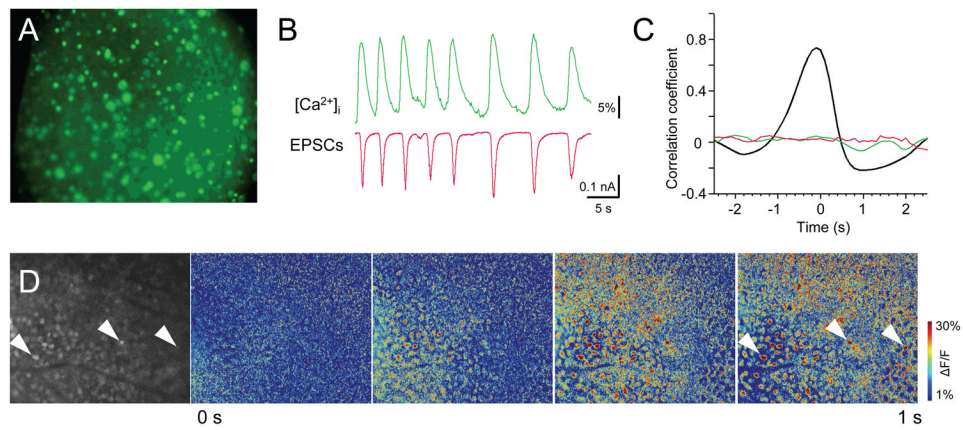 A
B
C
[Ca²⁺]i
5%
EPSCs
0.1 nA
5 s
Correlation coefficient
0.8
0.4
0
-0.4
-2
-1
0
1
2
Time (s)
D
30%
ΔF/F
1%
0 s
1 s